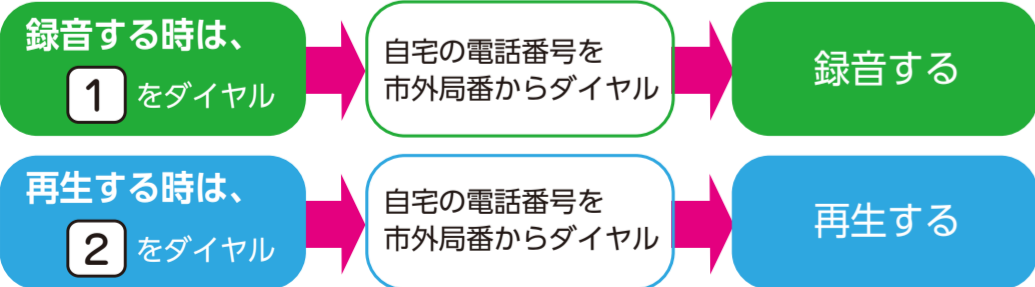 録音する時は、
1 をダイヤル
自宅の電話番号を
市外局番からダイヤル
録音する
再生する時は、
2 をダイヤル
自宅の電話番号を
市外局番からダイヤル
再生する